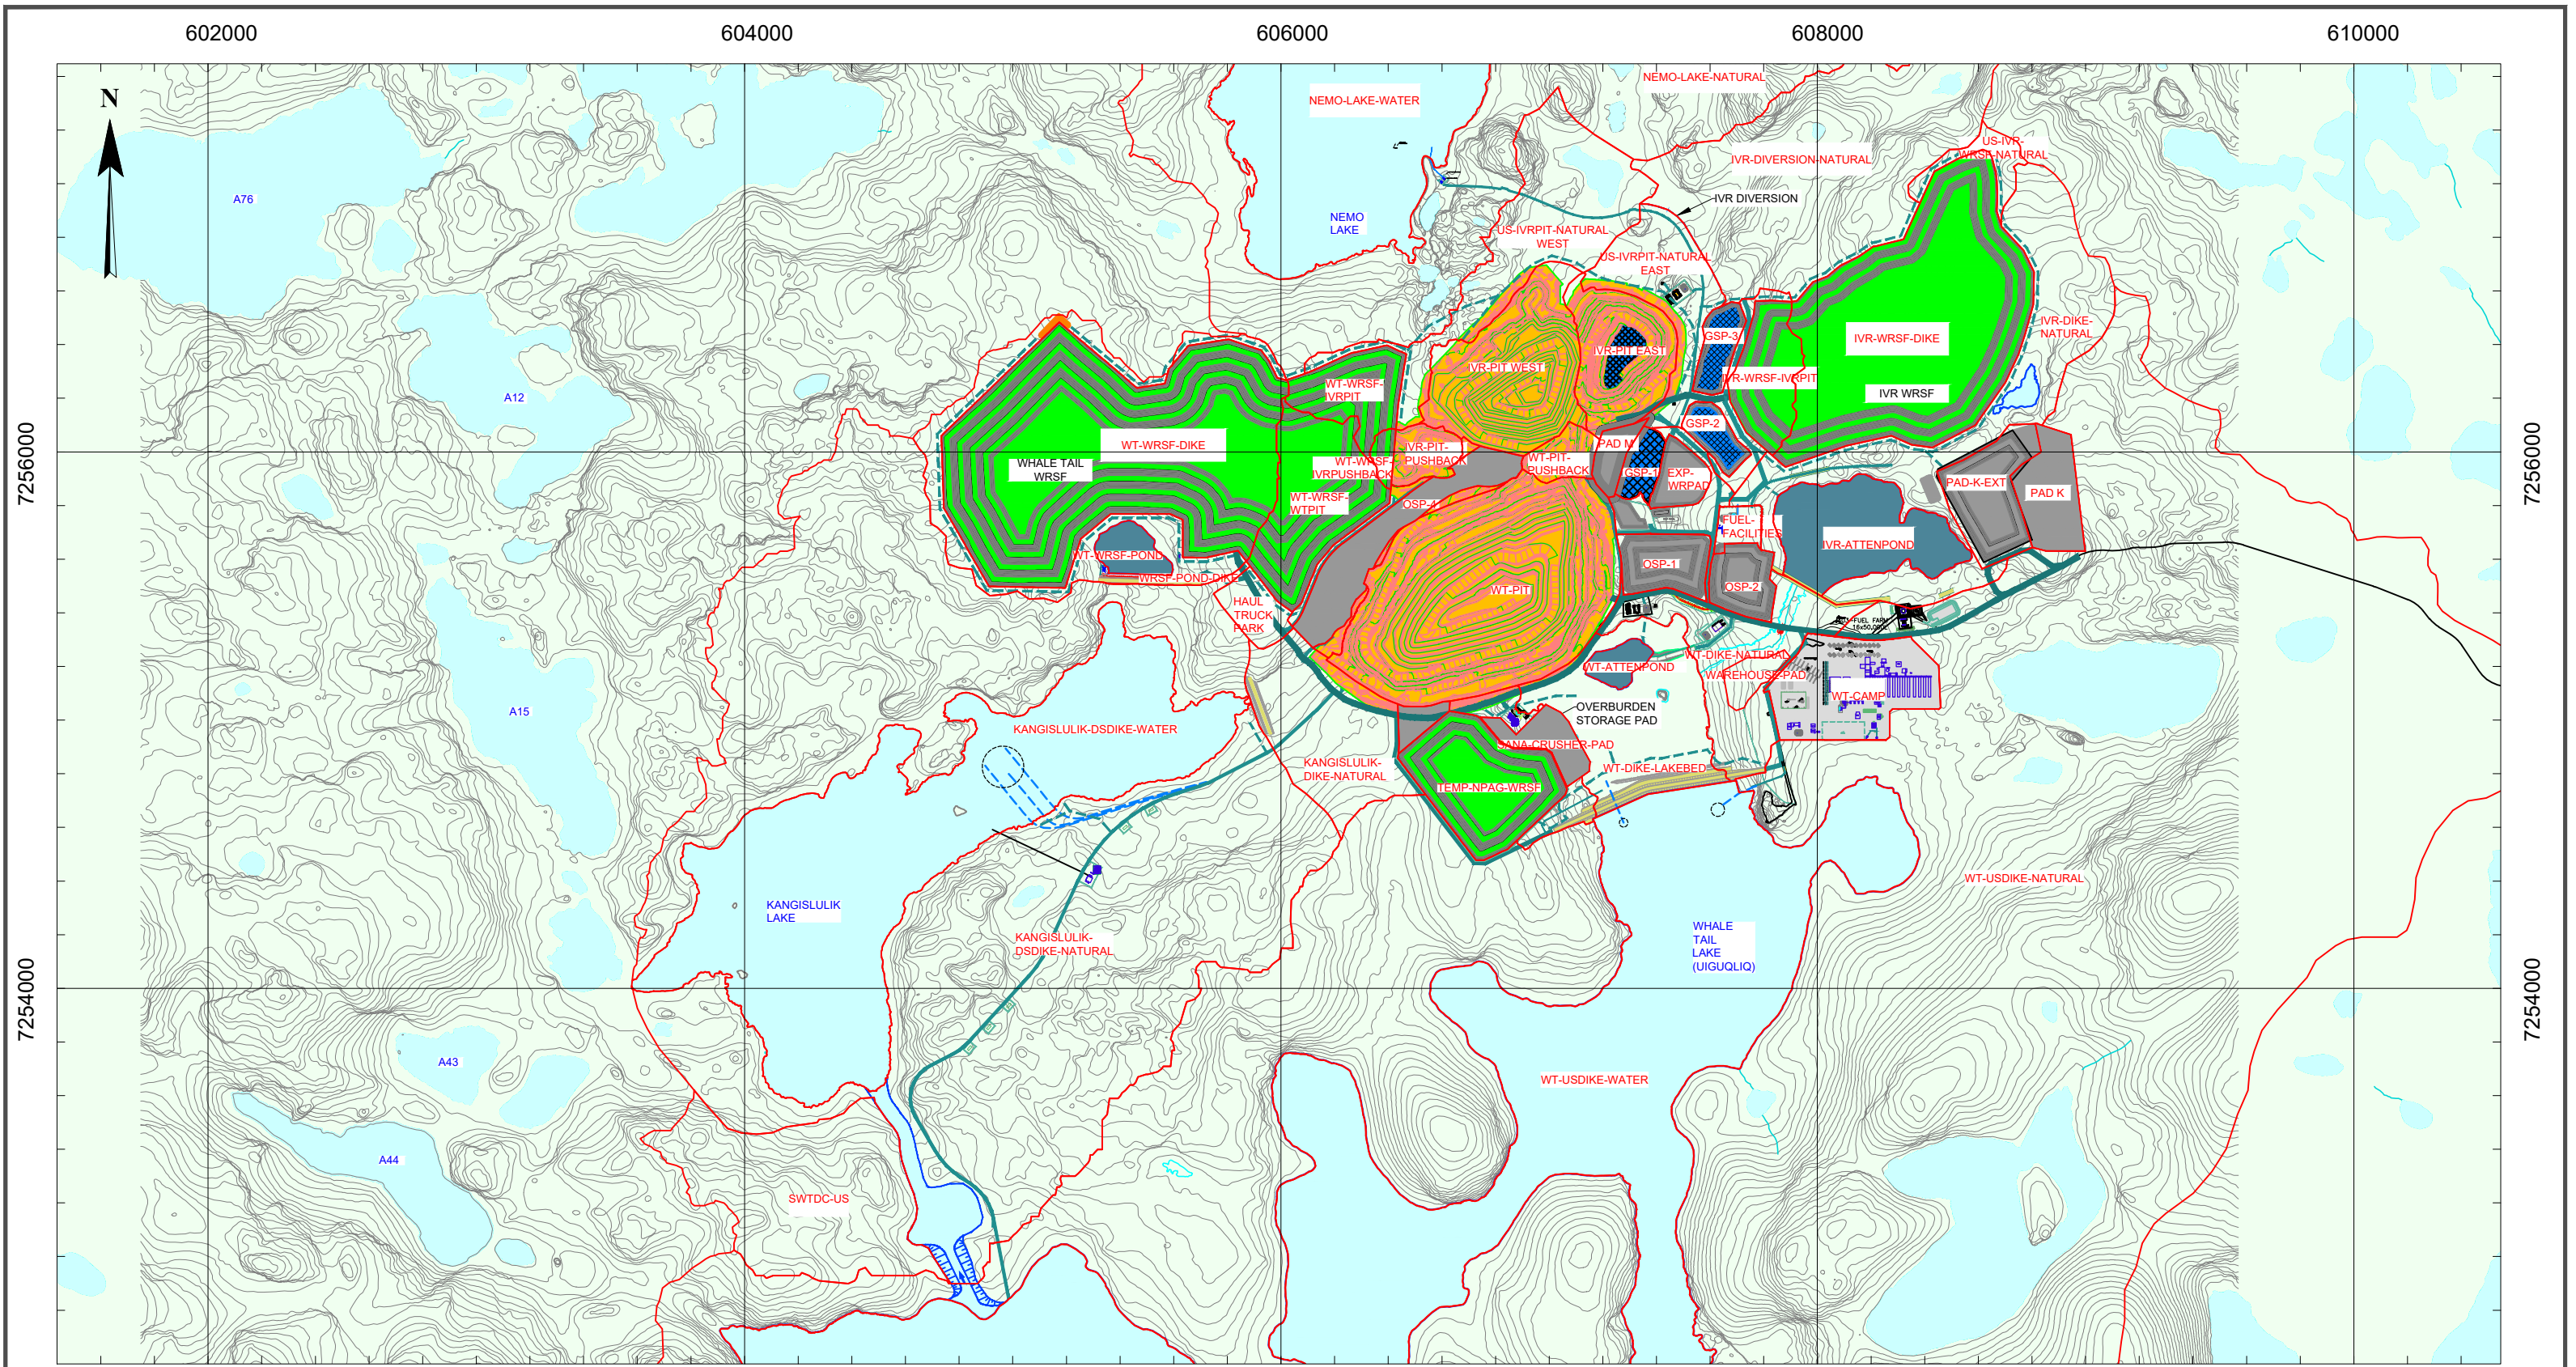 602000
604000
606000
608000
610000
N
NEMO-LAKE-NATURAL
NEMO-LAKE-WATER
US-IVR-
WRSF-NATURAL
IVR-DIVERSION-NATURAL
A76
IVR DIVERSION
NEMO
LAKE
US-IVRPIT-NATURAL
WEST
US-IVRPIT-NATURAL
EAST
IVR-DIKE-
NATURAL
GSP-3
IVR-WRSF-DIKE
IVR-PIT EAST
IVR-PIT WEST
IVR-WRSF-IVRPIT
WT-WRSF-
IVRPIT
IVR WRSF
A12
GSP-2
7256000
7256000
WT-WRSF-DIKE
PAD M
IVR-PIT-
PUSHBACK
WT-WRSF-
IVRPUSHBACK
WT-PIT-
PUSHBACK
WHALE TAIL
WRSF
GSP-1
EXP-
WRPAD
PAD-K-EXT
PAD K
WT-WRSF-
WTPIT
OSP-4
FUEL-
FACILITIES
IVR-ATTENPOND
WT-WRSF-POND
WRSF-POND-DIKE
OSP-1
OSP-2
WT-PIT
HAUL
TRUCK
PARK
FUEL FARM
16x50,000L
WT-DIKE-NATURAL
WT-ATTENPOND
WAREHOUSE-PAD
WT-CAMP
A15
OVERBURDEN
STORAGE PAD
KANGISLULIK-DSDIKE-WATER
SANA-CRUSHER-PAD
KANGISLULIK-
DIKE-NATURAL
WT-DIKE-LAKEBED
TEMP-NPAG-WRSF
WT-USDIKE-NATURAL
KANGISLULIK
LAKE
WHALE
TAIL
LAKE
(UIGUQLIQ)
KANGISLULIK-
DSDIKE-NATURAL
7254000
7254000
A43
WT-USDIKE-WATER
A44
SWTDC-US